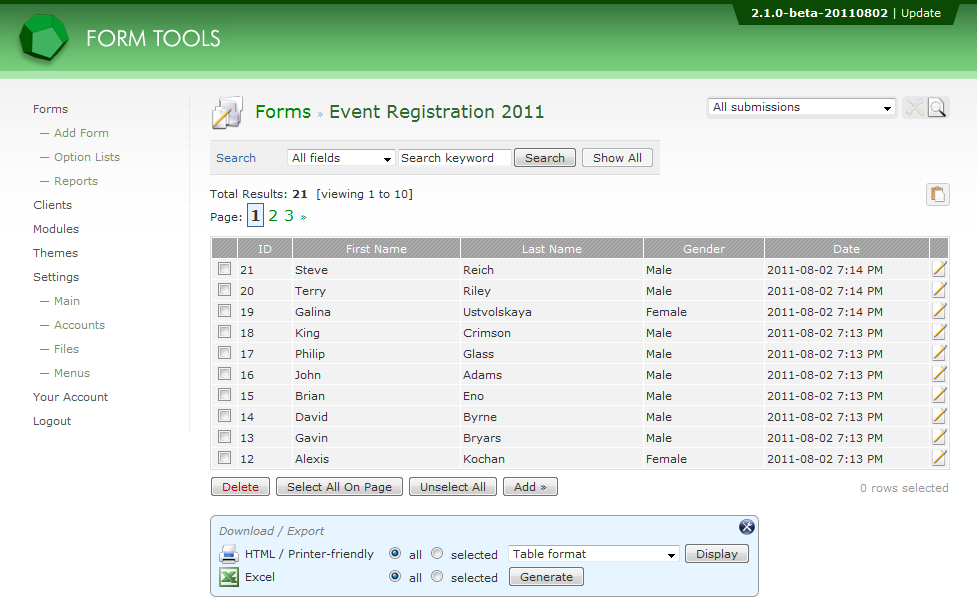 2.1.0-beta-20110802 | Update
FORM TOOLS
Forms
— Add Form
— Option Lists
— Reports
Clients
Modules
Themes
Settings
— Main
— Accounts
— Files
— Menus
Your Account
Logout
Forms » Event Registration 2011
All submissions
Search All fields Search keyword Search Show All
Total Results: 21 [viewing 1 to 10]
Page: 1 2 3 »
ID First Name Last Name Gender Date
21 Steve Reich Male 2011-08-02 7:14 PM
20 Terry Riley Male 2011-08-02 7:14 PM
19 Galina Ustvolskaya Female 2011-08-02 7:14 PM
18 King Crimson Male 2011-08-02 7:13 PM
17 Philip Glass Male 2011-08-02 7:13 PM
16 John Adams Male 2011-08-02 7:13 PM
15 Brian Eno Male 2011-08-02 7:13 PM
14 David Byrne Male 2011-08-02 7:13 PM
13 Gavin Bryars Male 2011-08-02 7:13 PM
12 Alexis Kochan Female 2011-08-02 7:13 PM
Delete Select All On Page Unselect All Add » 0 rows selected
Download / Export
HTML / Printer-friendly all selected Table format Display
Excel all selected Generate